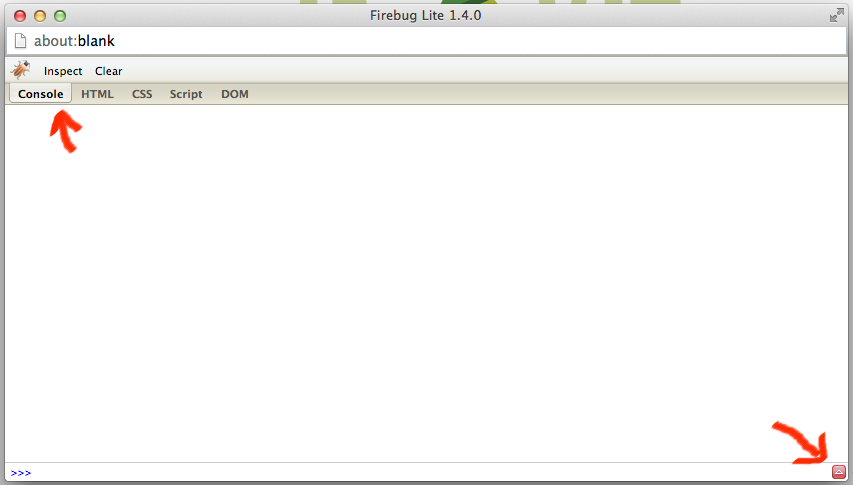 Firebug Lite 1.4.0
about:blank
Inspect Clear
Console HTML CSS Script DOM
>>>